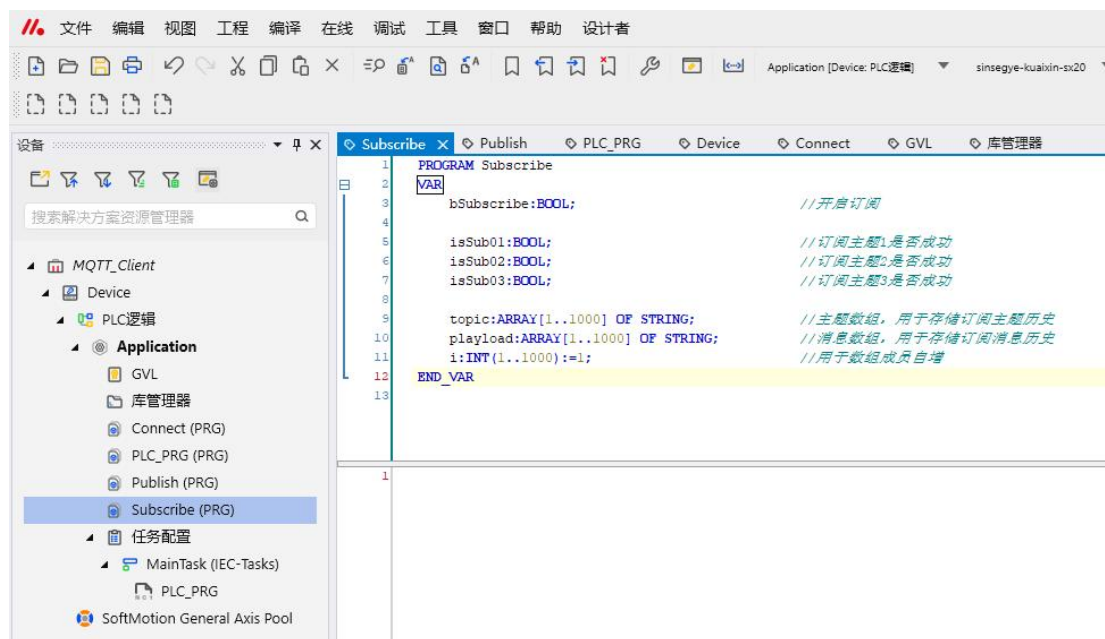 文件 编辑 视图 工程 编译 在线 调试 工具 窗口 帮助 设计者
Application [Device: PLC逻辑] sinsegye-kuaixin-sx20
设备
搜索解决方案资源管理器
MQTT_Client
Device
PLC逻辑
Application
GVL
库管理器
Connect (PRG)
PLC_PRG (PRG)
Publish (PRG)
Subscribe (PRG)
任务配置
MainTask (IEC-Tasks)
PLC_PRG
SoftMotion General Axis Pool
Subscribe Publish PLC_PRG Device Connect GVL 库管理器
1 PROGRAM Subscribe
2 VAR
3 bSubscribe:BOOL; //开启订阅
4
5 isSub01:BOOL; //订阅主题1是否成功
6 isSub02:BOOL; //订阅主题2是否成功
7 isSub03:BOOL; //订阅主题3是否成功
8
9 topic:ARRAY[1..1000] OF STRING; //主题数组，用于存储订阅主题历史
10 playload:ARRAY[1..1000] OF STRING; //消息数组，用于存储订阅消息历史
11 i:INT(1..1000):=1; //用于数组成员自增
12 END_VAR
13
1